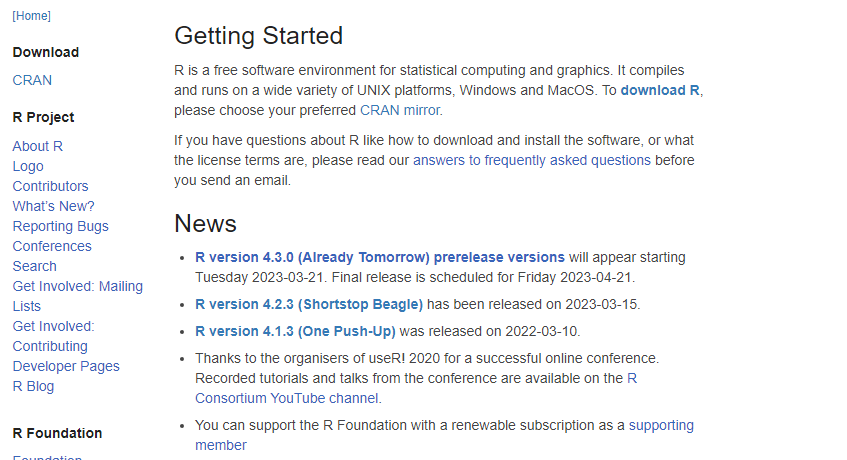 [Home]
Download
CRAN
R Project
About R
Logo
Contributors
What's New?
Reporting Bugs
Conferences
Search
Get Involved: Mailing
Lists
Get Involved:
Contributing
Developer Pages
R Blog
R Foundation
Foundation
Getting Started
R is a free software environment for statistical computing and graphics. It compiles
and runs on a wide variety of UNIX platforms, Windows and MacOS. To download R,
please choose your preferred CRAN mirror.
If you have questions about R like how to download and install the software, or what
the license terms are, please read our answers to frequently asked questions before
you send an email.
News
• R version 4.3.0 (Already Tomorrow) prerelease versions will appear starting
Tuesday 2023-03-21. Final release is scheduled for Friday 2023-04-21.
• R version 4.2.3 (Shortstop Beagle) has been released on 2023-03-15.
• R version 4.1.3 (One Push-Up) was released on 2022-03-10.
• Thanks to the organisers of useR! 2020 for a successful online conference.
Recorded tutorials and talks from the conference are available on the R
Consortium YouTube channel.
• You can support the R Foundation with a renewable subscription as a supporting
member